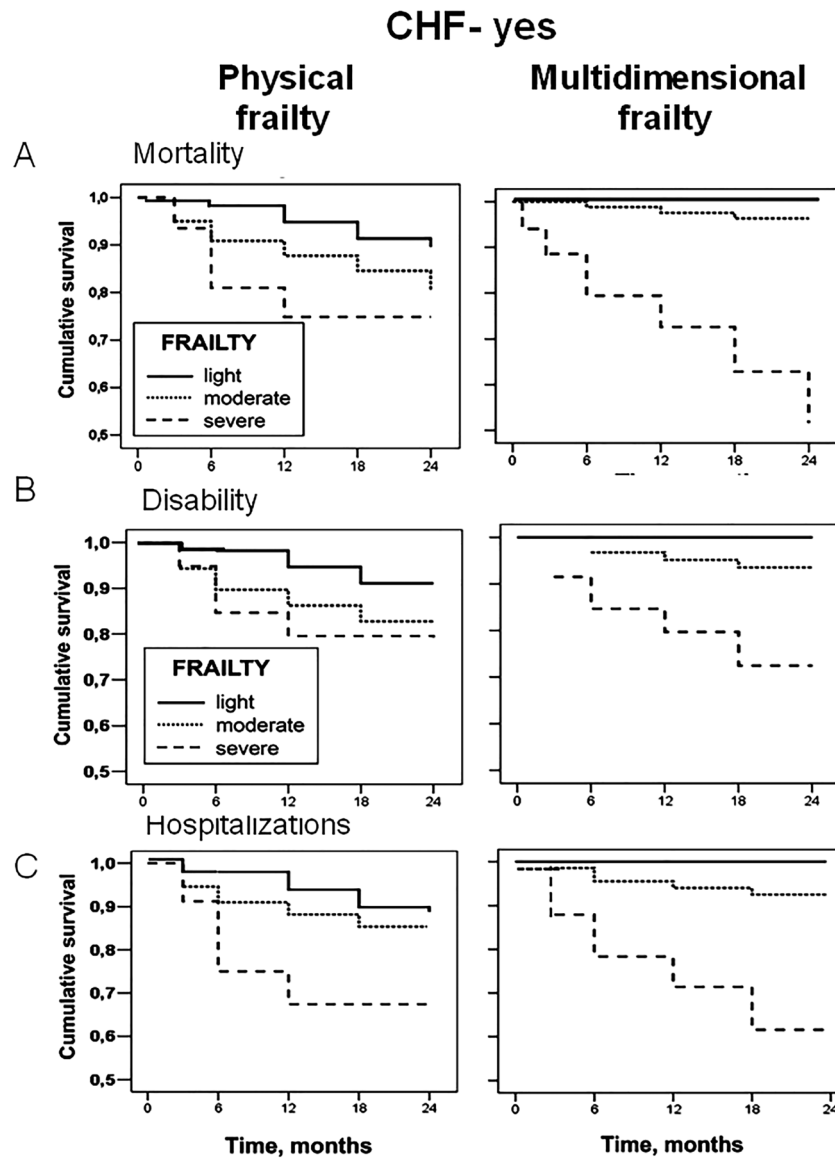 CHF- yes
Physical
frailty
Multidimensional
frailty
A
Mortality
1,0
0,9
0,8
0,7
0,6
0,5
Cumulative survival
FRAILTY
light
moderate
severe
0 6 12 18 24
0 6 12 18 24
B
Disability
1,0
0,9
0,8
0,7
0,6
0,5
Cumulative survival
FRAILTY
light
moderate
severe
0 6 12 18 24
0 6 12 18 24
Hospitalizations
C
1,0
0,9
0,8
0,7
0,6
0,5
Cumulative survival
0 6 12 18 24
0 6 12 18 24
Time, months
Time, months